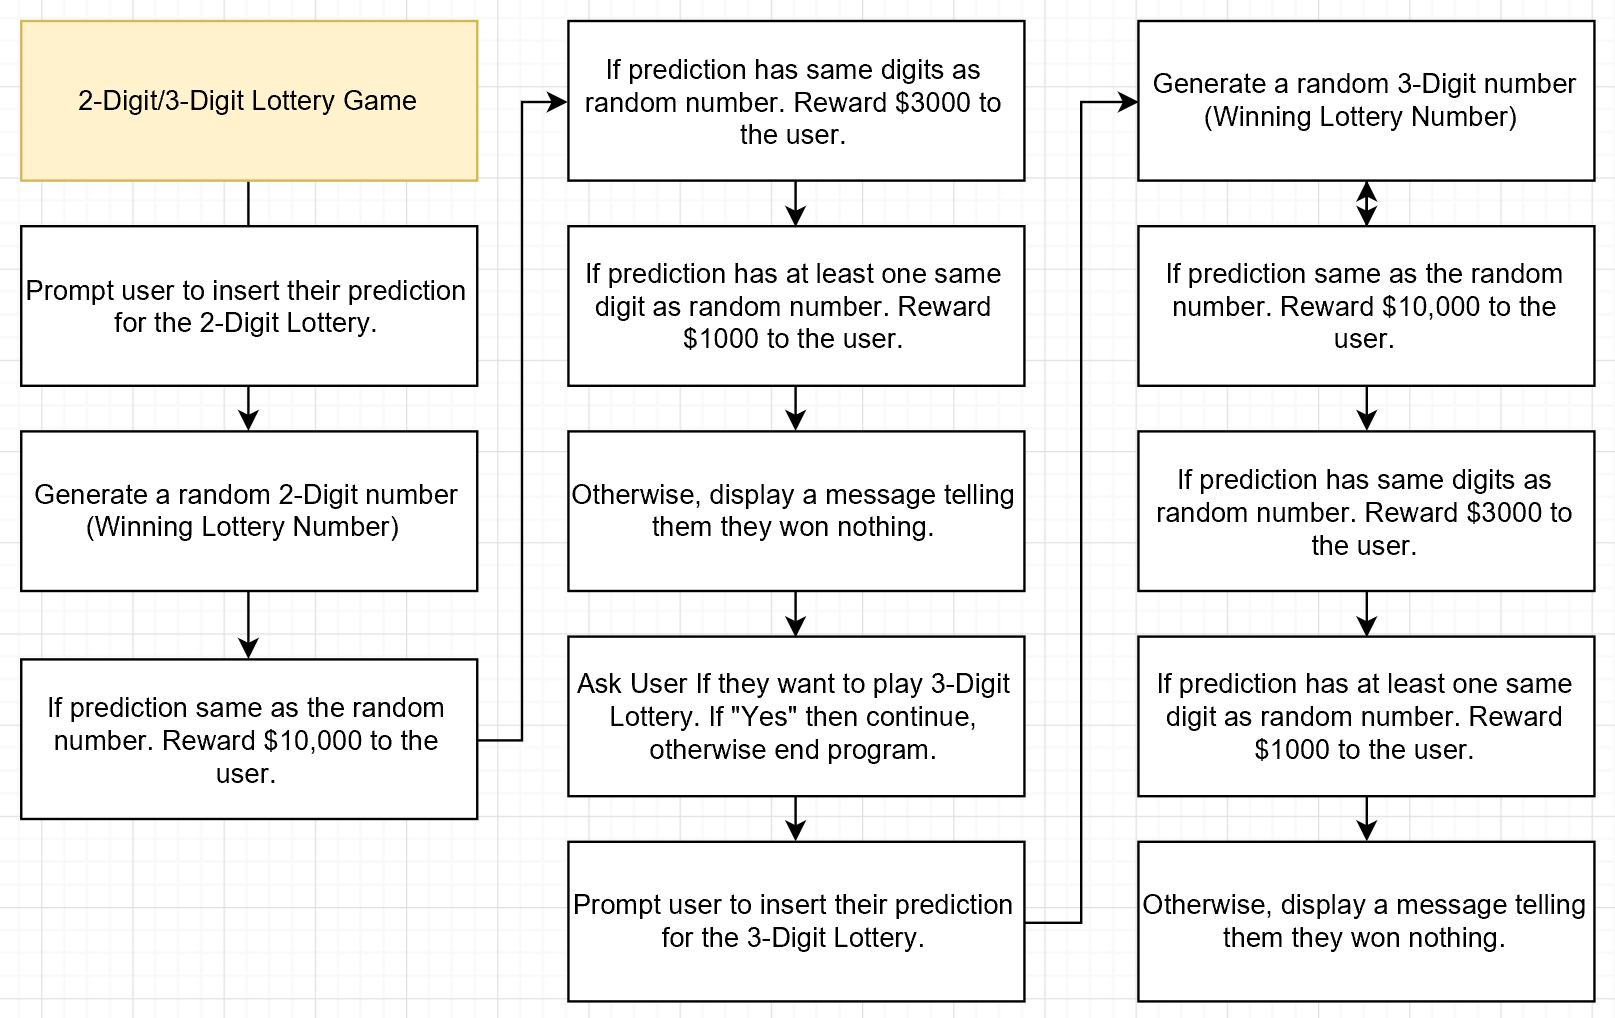 2-Digit/3-Digit Lottery Game
Prompt user to insert their prediction
for the 2-Digit Lottery.
Generate a random 2-Digit number
(Winning Lottery Number)
If prediction same as the random
number. Reward $10,000 to the
user.
If prediction has same digits as
random number. Reward $3000 to
the user.
If prediction has at least one same
digit as random number. Reward
$1000 to the user.
Otherwise, display a message telling
them they won nothing.
Ask User If they want to play 3-Digit
Lottery. If "Yes" then continue,
otherwise end program.
Prompt user to insert their prediction
for the 3-Digit Lottery.
Generate a random 3-Digit number
(Winning Lottery Number)
If prediction same as the random
number. Reward $10,000 to the
user.
If prediction has same digits as
random number. Reward $3000 to
the user.
If prediction has at least one same
digit as random number. Reward
$1000 to the user.
Otherwise, display a message telling
them they won nothing.